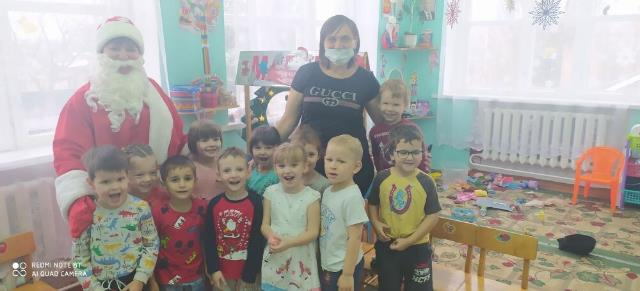 GUCCI
REDMI NOTE 8T
AI QUAD CAMERA